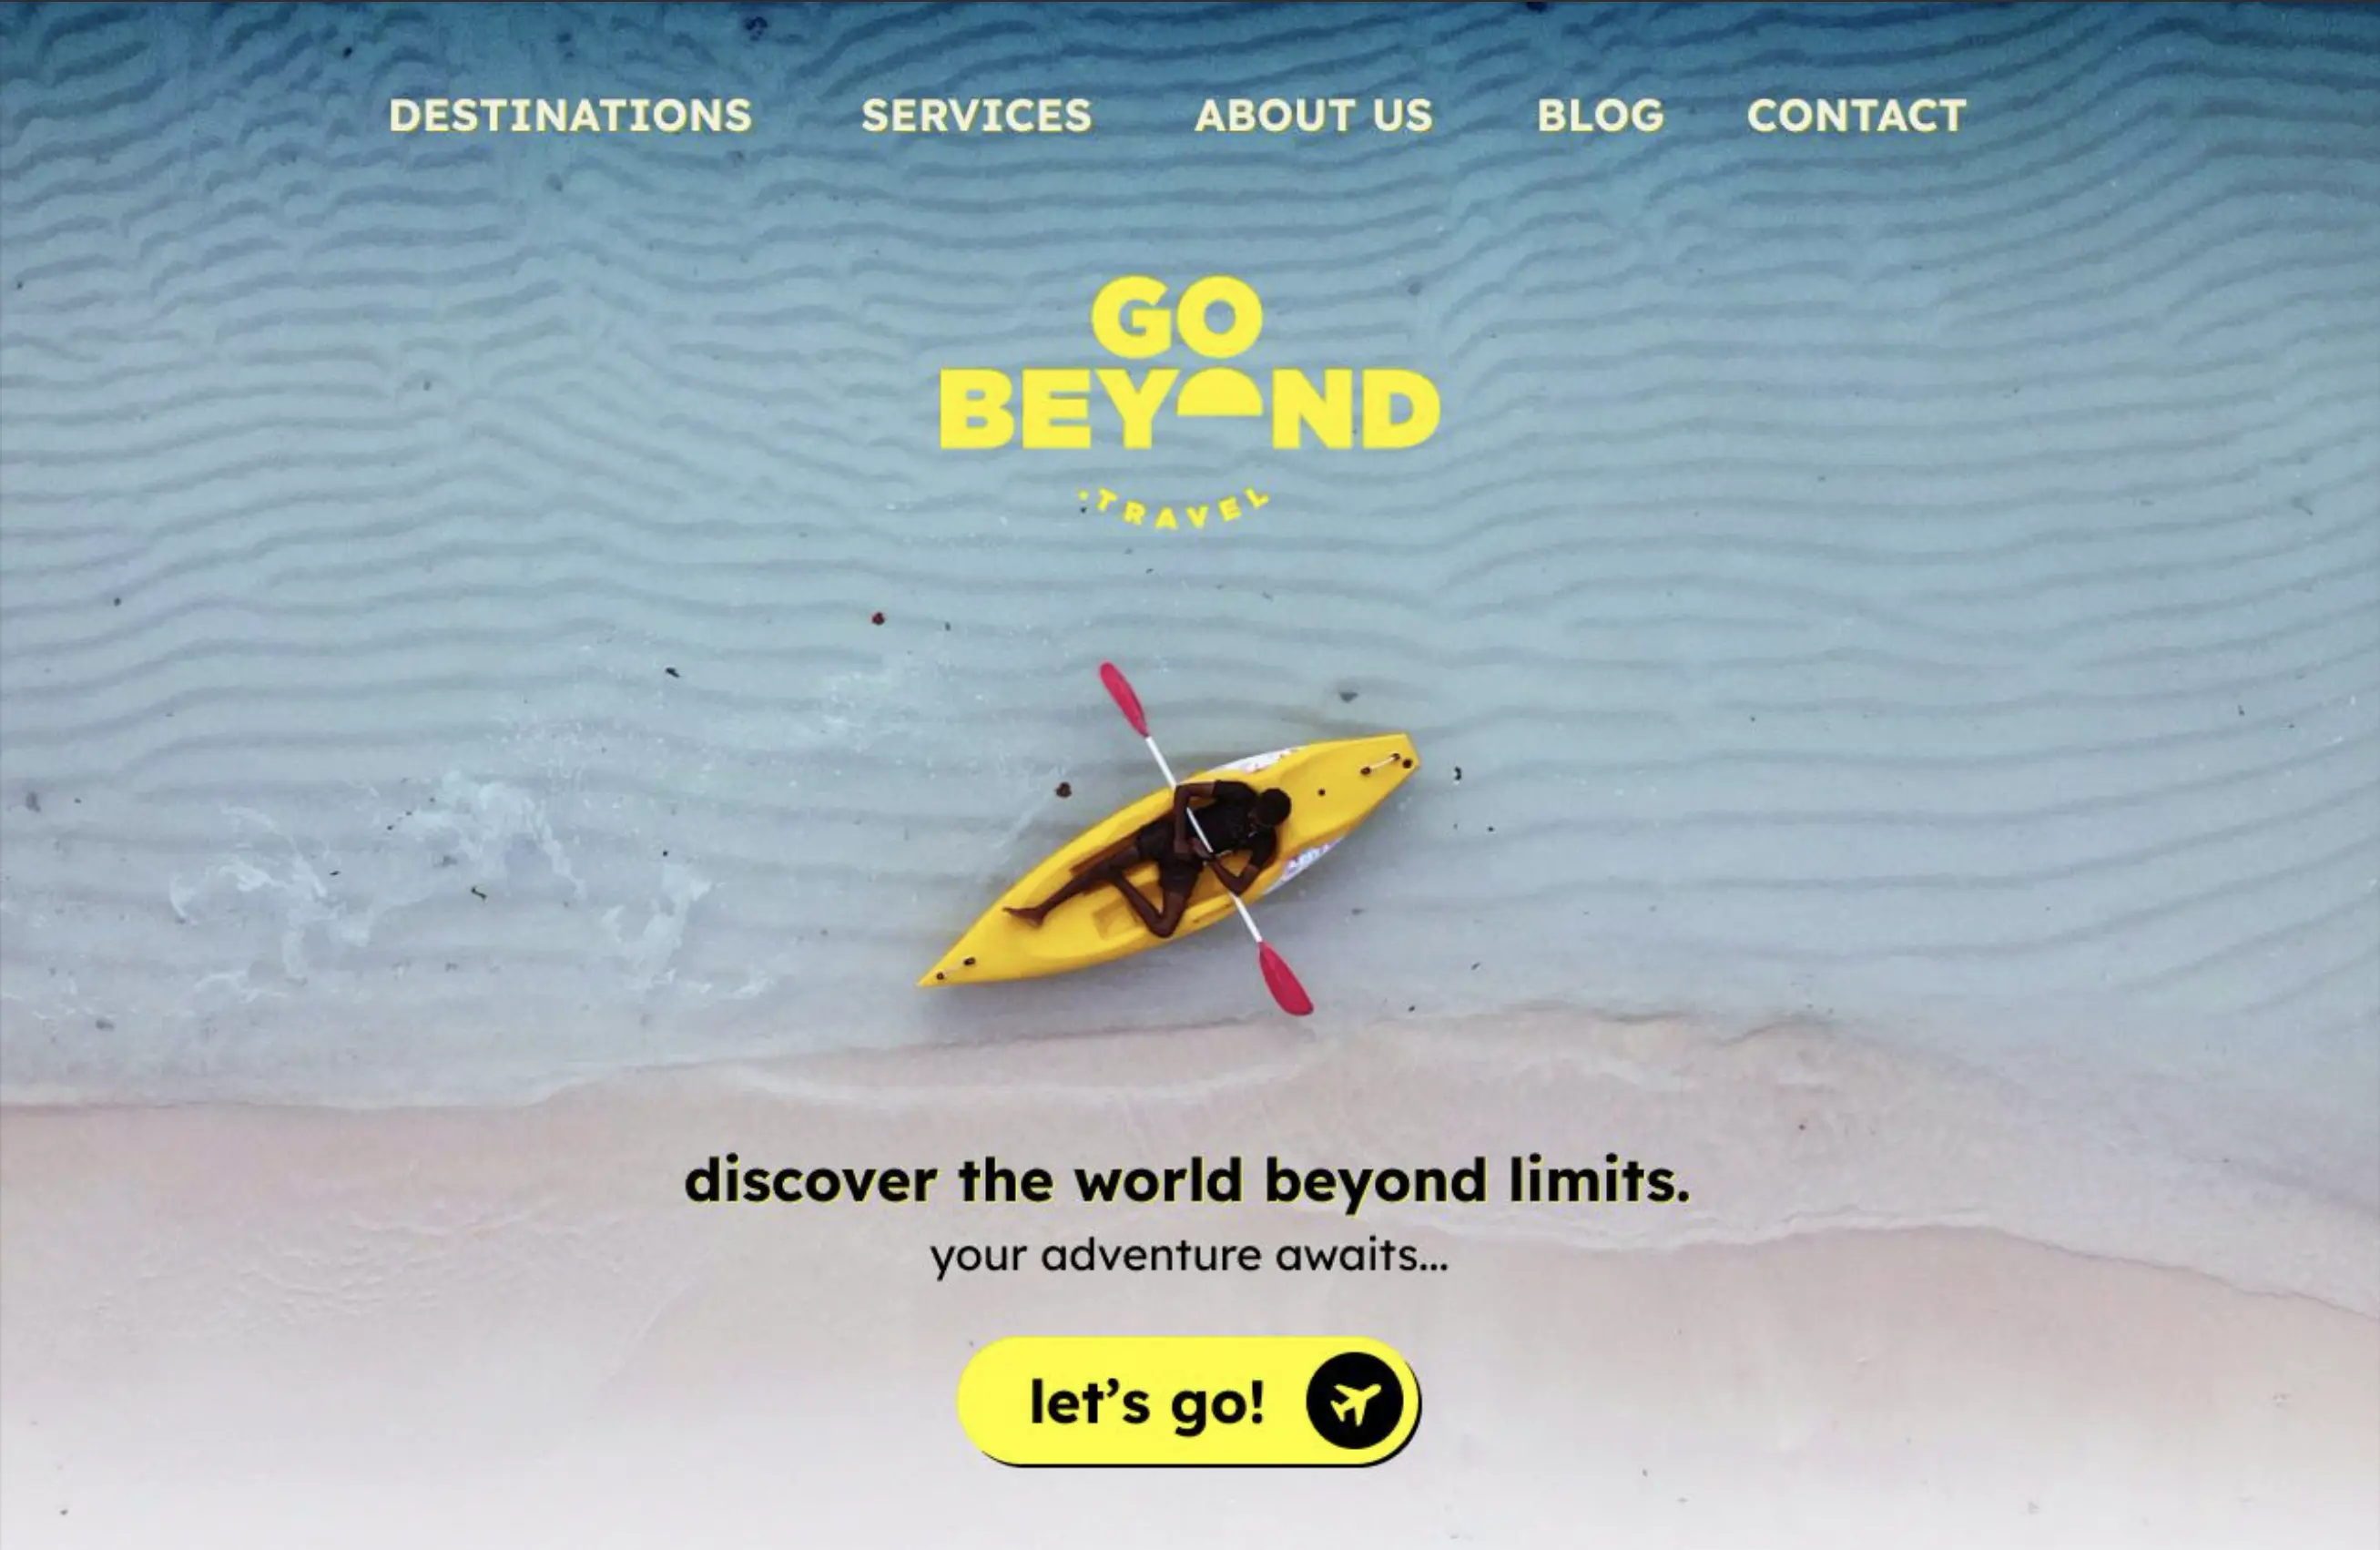 DESTINATIONS SERVICES ABOUT US BLOG CONTACT
GO
BEYOND
·TRAVEL
discover the world beyond limits.
your adventure awaits...
let’s go!